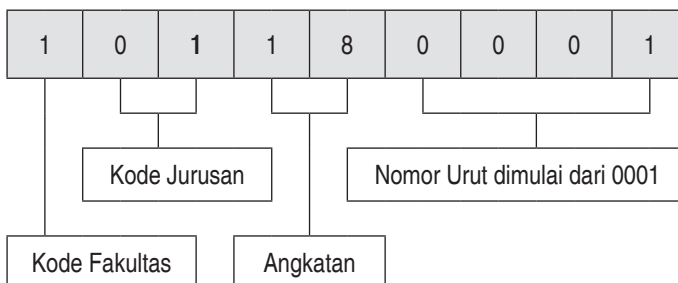 1 0 1 1 8 0 0 0 1
Kode Jurusan Nomor Urut dimulai dari 0001
Kode Fakultas Angkatan